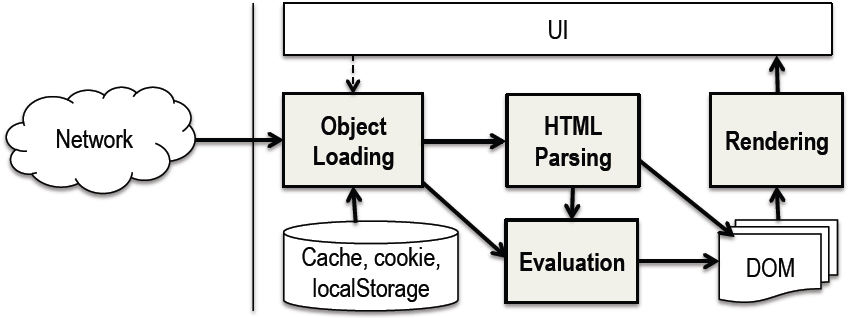 UI
Network
Object
Loading
HTML
Parsing
Rendering
Cache, cookie,
localStorage
Evaluation
DOM